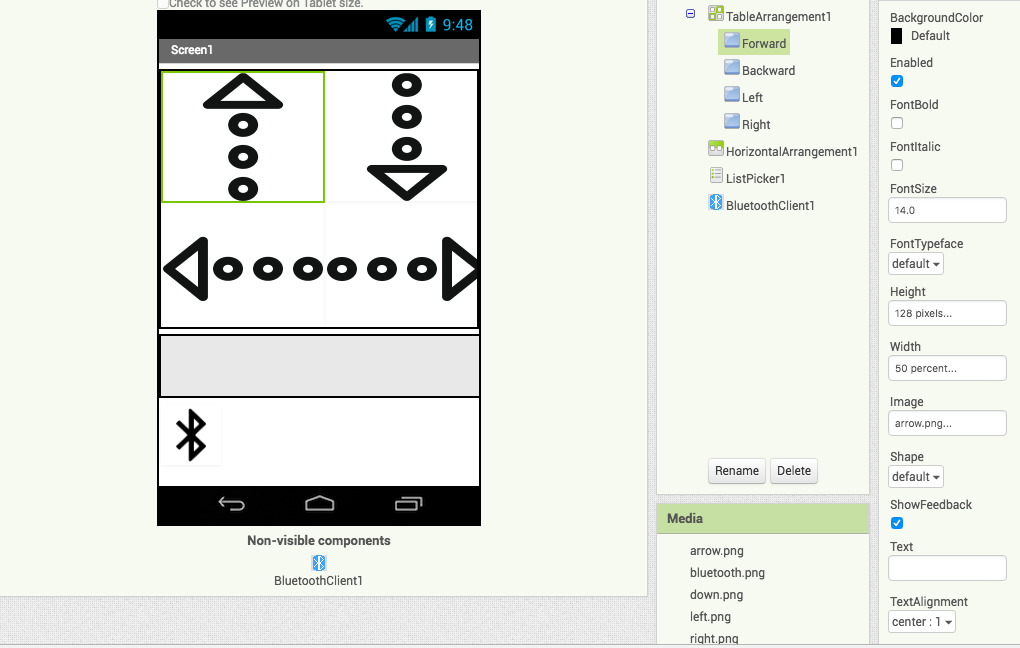 Check to see Preview on Tablet size.
9:48
Screen1
Non-visible components
BluetoothClient1
TableArrangement1
Forward
Backward
Left
Right
HorizontalArrangement1
ListPicker1
BluetoothClient1
Rename
Delete
Media
arrow.png
bluetooth.png
down.png
left.png
right.png
BackgroundColor
Default
Enabled
FontBold
FontItalic
FontSize
14.0
FontTypeface
default
Height
128 pixels...
Width
50 percent...
Image
arrow.png...
Shape
default
ShowFeedback
Text
TextAlignment
center : 1